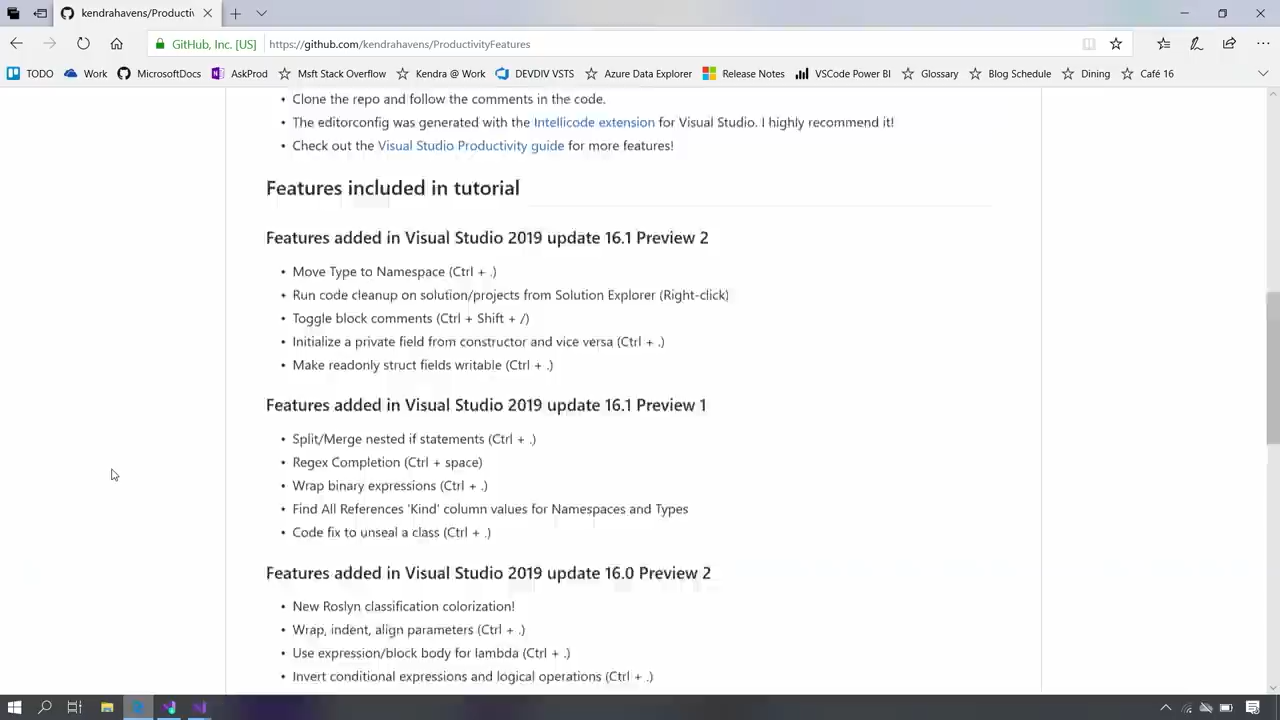 kendrahavens/Producti
GitHub, Inc. [US]
https://github.com/kendrahavens/ProductivityFeatures
TODO
Work
MicrosoftDocs
AskProd
Msft Stack Overflow
Kendra @ Work
DEVDIV VSTS
Azure Data Explorer
Release Notes
VSCode Power BI
Glossary
Blog Schedule
Dining
Café 16
• Clone the repo and follow the comments in the code.
• The editorconfig was generated with the Intellicode extension for Visual Studio. I highly recommend it!
• Check out the Visual Studio Productivity guide for more features!
Features included in tutorial
Features added in Visual Studio 2019 update 16.1 Preview 2
• Move Type to Namespace (Ctrl + .)
• Run code cleanup on solution/projects from Solution Explorer (Right-click)
• Toggle block comments (Ctrl + Shift + /)
• Initialize a private field from constructor and vice versa (Ctrl + .)
• Make readonly struct fields writable (Ctrl + .)
Features added in Visual Studio 2019 update 16.1 Preview 1
• Split/Merge nested if statements (Ctrl + .)
• Regex Completion (Ctrl + space)
• Wrap binary expressions (Ctrl + .)
• Find All References 'Kind' column values for Namespaces and Types
• Code fix to unseal a class (Ctrl + .)
Features added in Visual Studio 2019 update 16.0 Preview 2
• New Roslyn classification colorization!
• Wrap, indent, align parameters (Ctrl + .)
• Use expression/block body for lambda (Ctrl + .)
• Invert conditional expressions and logical operations (Ctrl + .)